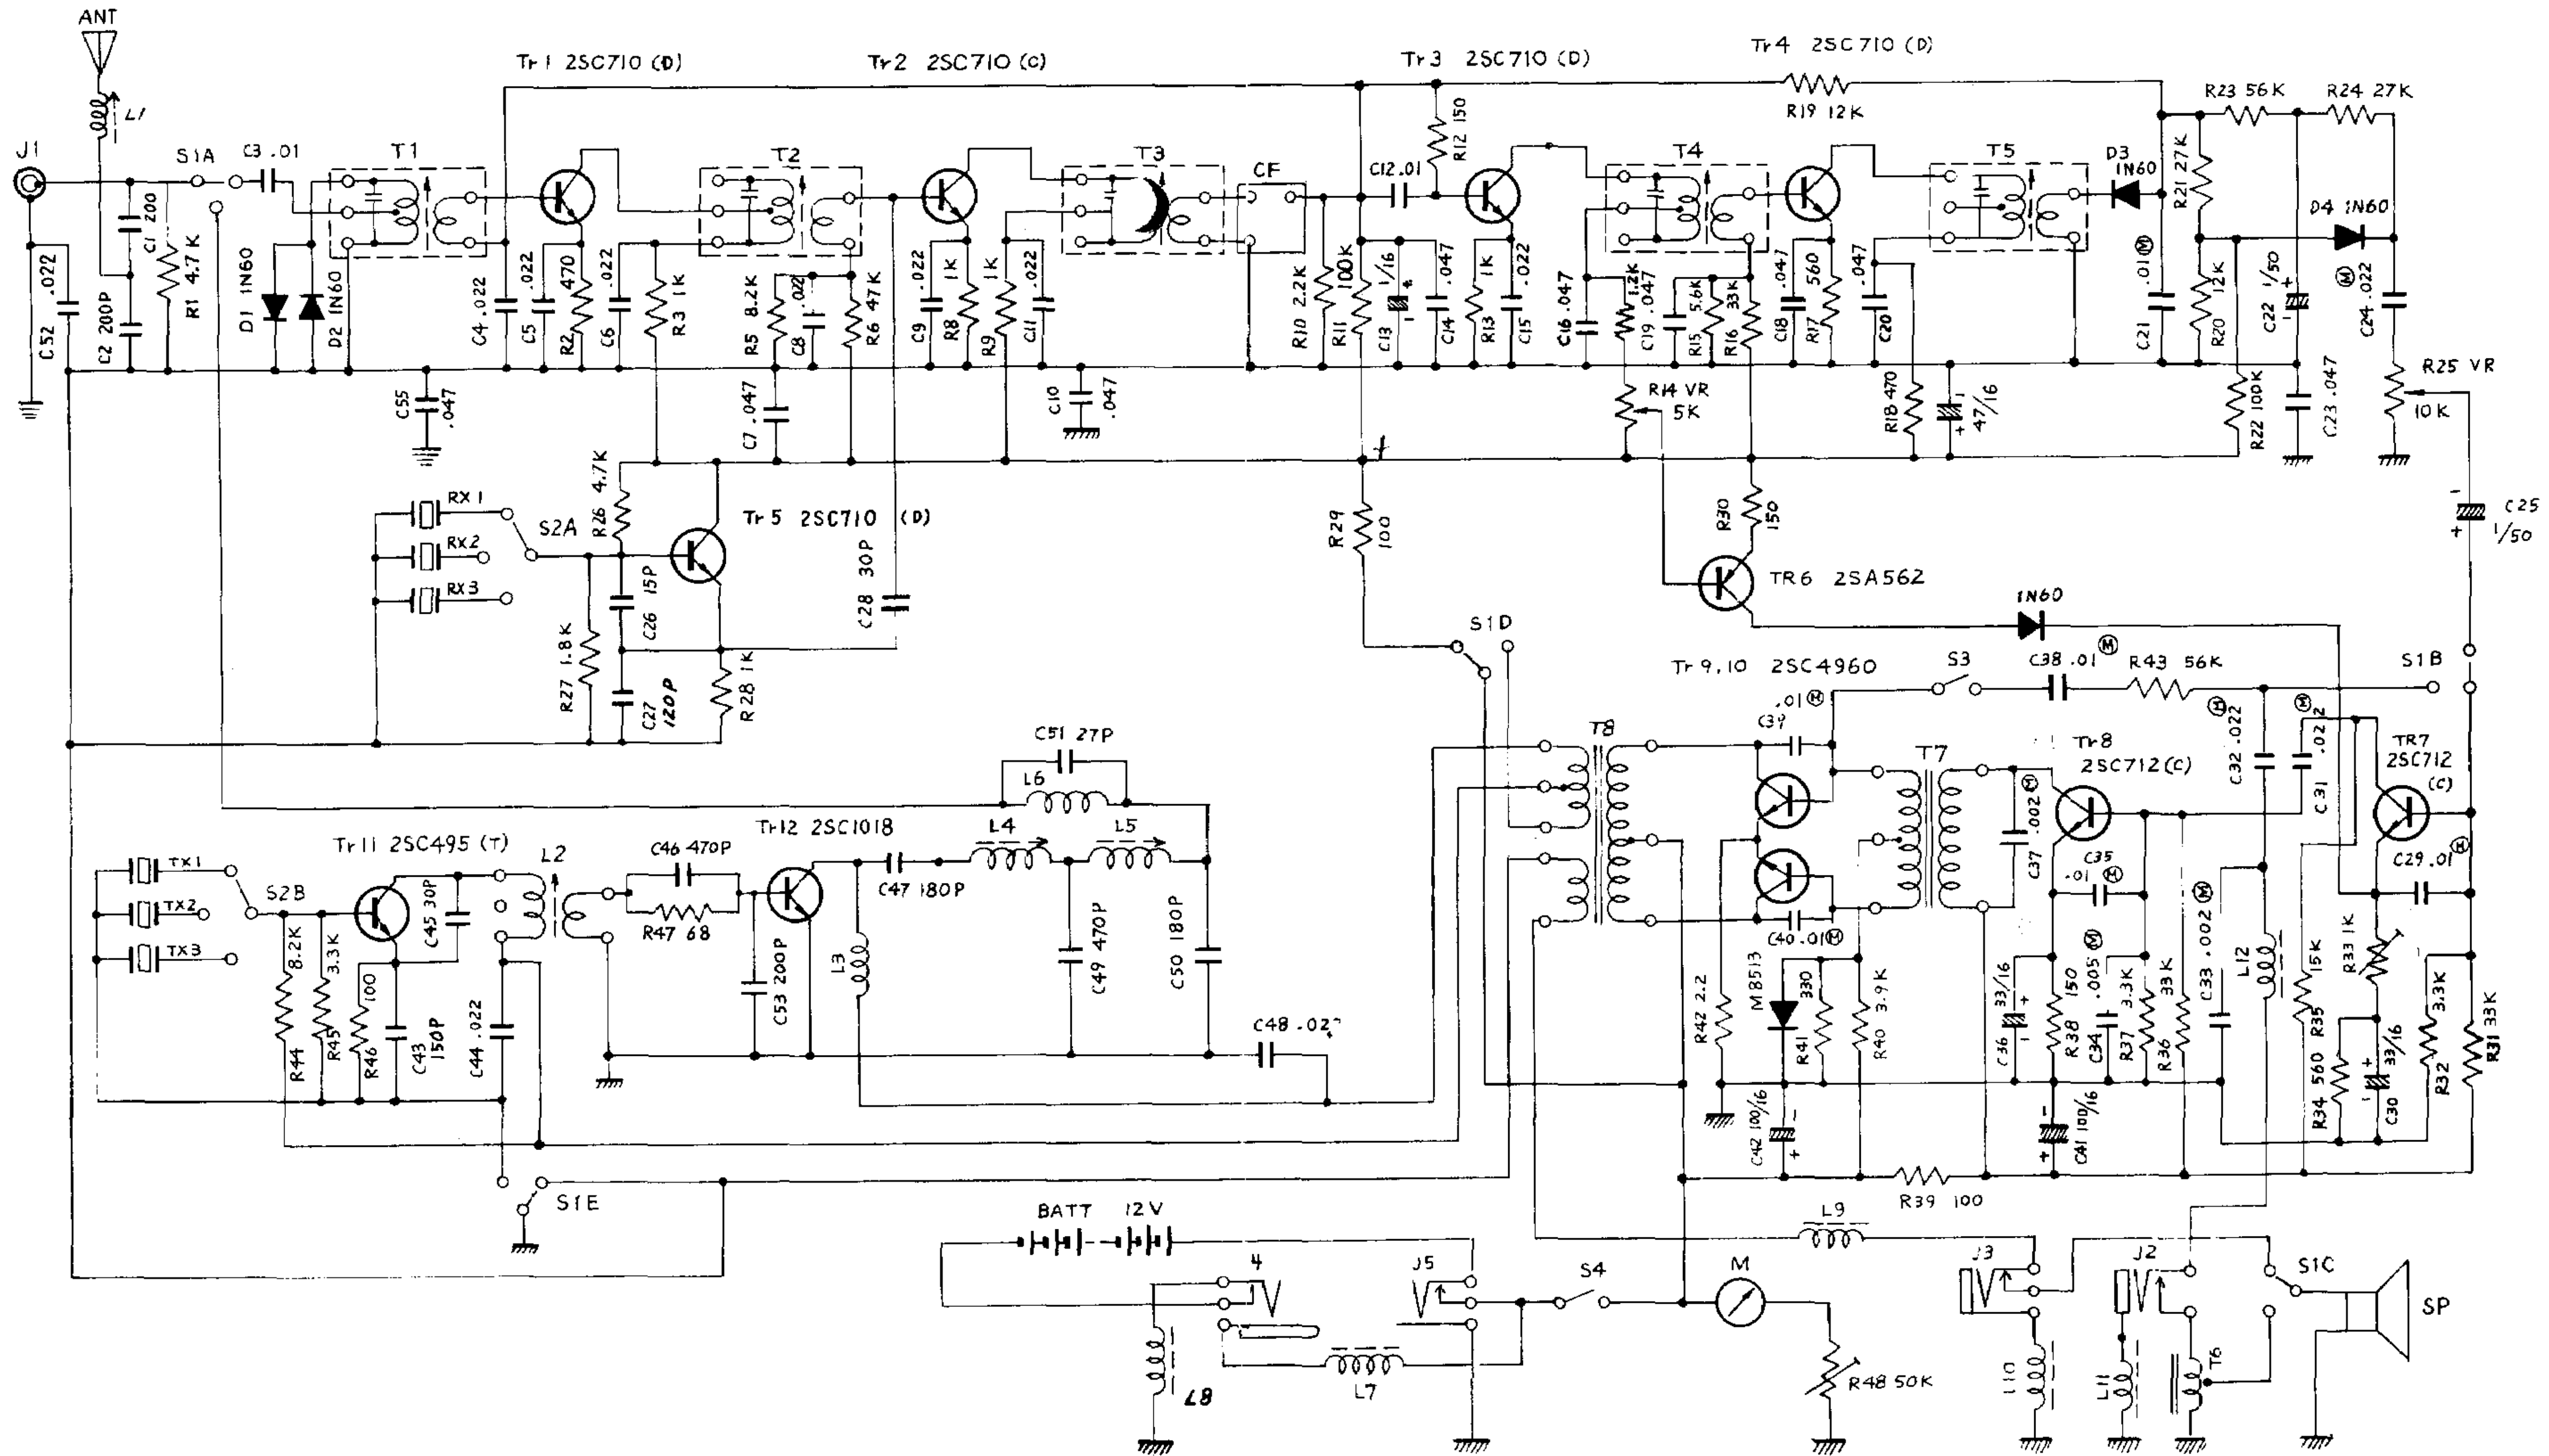 ANT
L1
J1
S1A
C3 .01
T1
Tr1 2SC710 (D)
T2
Tr2 2SC710 (C)
T3
CF
Tr3 2SC710 (D)
R12 150
C12 .01
T4
Tr4 2SC710 (D)
R19 12K
T5
D3
1N60
R23 56K
R24 27K
R21 27K
D4 1N60
C52 .022
C1 200
C2 200P
R1 4.7K
D1 1N60
D2 1N60
C4 .022
C5 .022
R2 470
C6 .022
R3 1K
R5 8.2K
C8 .022
R6 47K
C9 .022
R8 1K
R9 1K
C11 .022
R10 2.2K
R11 100K
C13 1/16
+
-
C14 .047
R13 1K
C15 .022
C16 .047
1.2K
C19 .047
R15 5.6K
R16 33K
C18 .047
R17 560
C20 .047
C21 .01 M
R20 12K
C22 1/50
+
-
C24 .022 M
C55 .047
C7 .047
C10 .047
R14 VR
5K
R18 470
47/16
-
+
R22 100K
C23 .047
R25 VR
10K
RX1
RX2
RX3
S2A
R26 4.7K
Tr5 2SC710 (D)
R27 1.8K
C26 15P
C27 120P
R28 1K
C28 30P
R29 100
R30 150
TR6 2SA562
1N60
-
C25
+
1/50
S1D
Tr9,10 2SC4960
S3
C38 .01 M
R43 56K
S1B
C51 27P
L6
T8
.01 M
C39
T7
Tr8
2SC712 (C)
C32 .022 M
C31 .022 M
TR7
2SC712
(C)
TX1
TX2
TX3
S2B
Tr11 2SC495 (T)
L2
C46 470P
R47 68
Tr12 2SC1018
L4
L5
C47 180P
C37 .002 M
C35
.01 M
C29 .01 M
R44 8.2K
R45 3.3K
R46 100
C43 150P
C45 30P
C44 .022
C53 200P
L3
C49 470P
C50 180P
C48
C40 .01 M
R42 2.2
M8513
R41 330
R40 3.9K
C36 33/16
+
-
R38 150
C34 .005 M
R37 3.3K
R36 33K
C33 .002 M
L12
R35 15K
R33 1K
R34 560
C30 33/16
+
R32 3.3K
R31 33K
C42 100/16
-
+
C41 100/16
-
+
R39 100
S1E
BATT 12V
4
J5
S4
M
L9
J3
J2
S1C
SP
L8
L7
R48 50K
L10
L11
T6